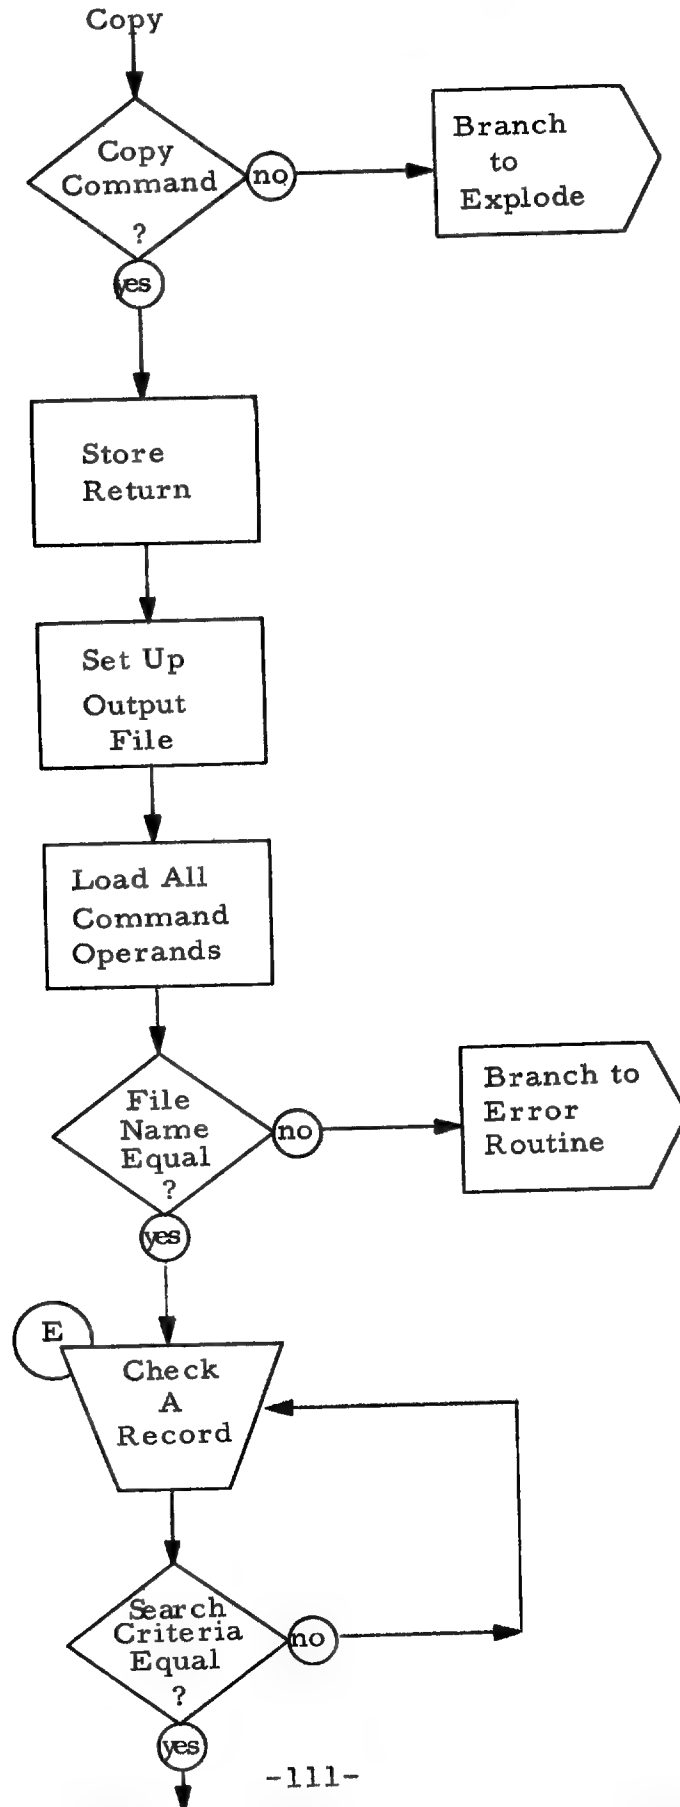 Copy
Copy
Command
?
no
Branch
to
Explode
yes
Store
Return
Set Up
Output
File
Load All
Command
Operands
File
Name
Equal
?
no
Branch to
Error
Routine
yes
E
Check
A
Record
Search
Criteria
Equal
?
no
yes
-111-